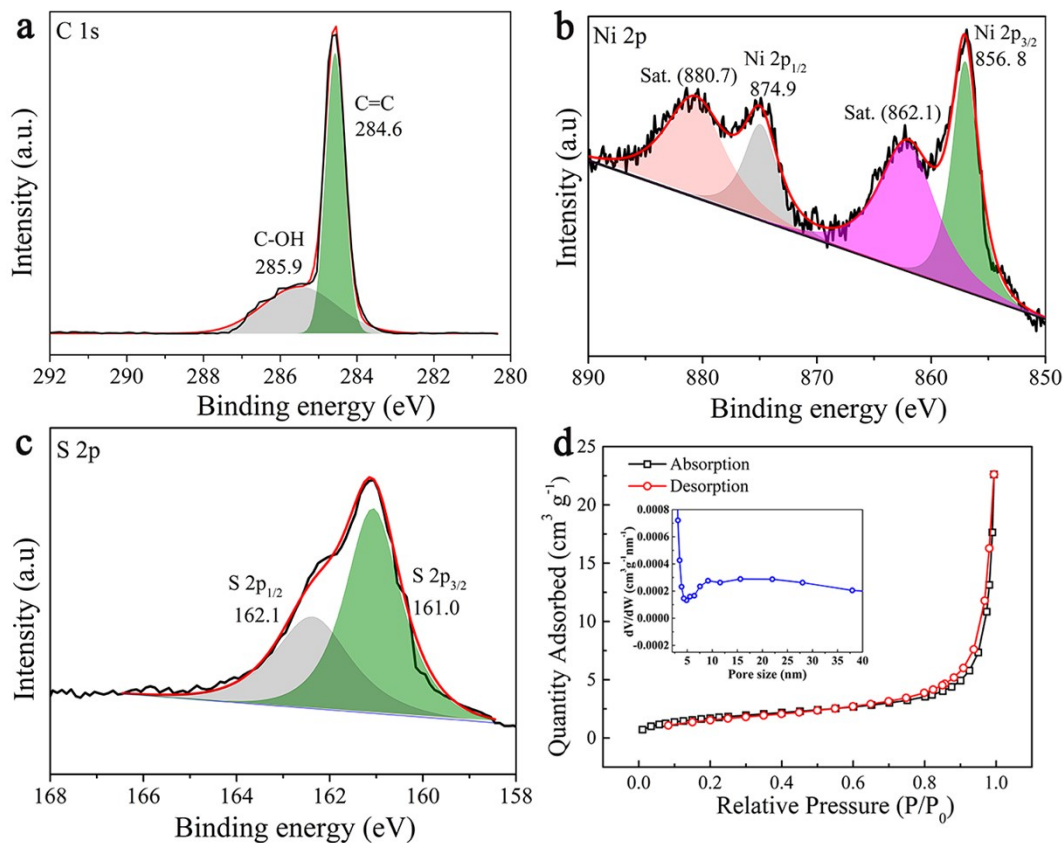 a
C 1s
C=C
284.6
C-OH
285.9
Intensity (a.u.)
292 290 288 286 284 282 280
Binding energy (eV)
b
Ni 2p
Sat. (880.7)
Ni 2p1/2
874.9
Sat. (862.1)
Ni 2p3/2
856. 8
Intensity (a.u)
890 880 870 860 850
Binding energy (eV)
c
S 2p
S 2p1/2
162.1
S 2p3/2
161.0
Intensity (a.u)
168 166 164 162 160 158
Binding energy (eV)
d
Absorption
Desorption
Quantity Adsorbed (cm³ g⁻¹)
25
20
15
10
5
0
0.0 0.2 0.4 0.6 0.8 1.0
Relative Pressure (P/P0)
dV/dW (cm³g⁻¹nm⁻¹)
0.0008
0.0006
0.0004
0.0002
0.0000
-0.0002
5 10 15 20 25 30 35 40
Pore size (nm)